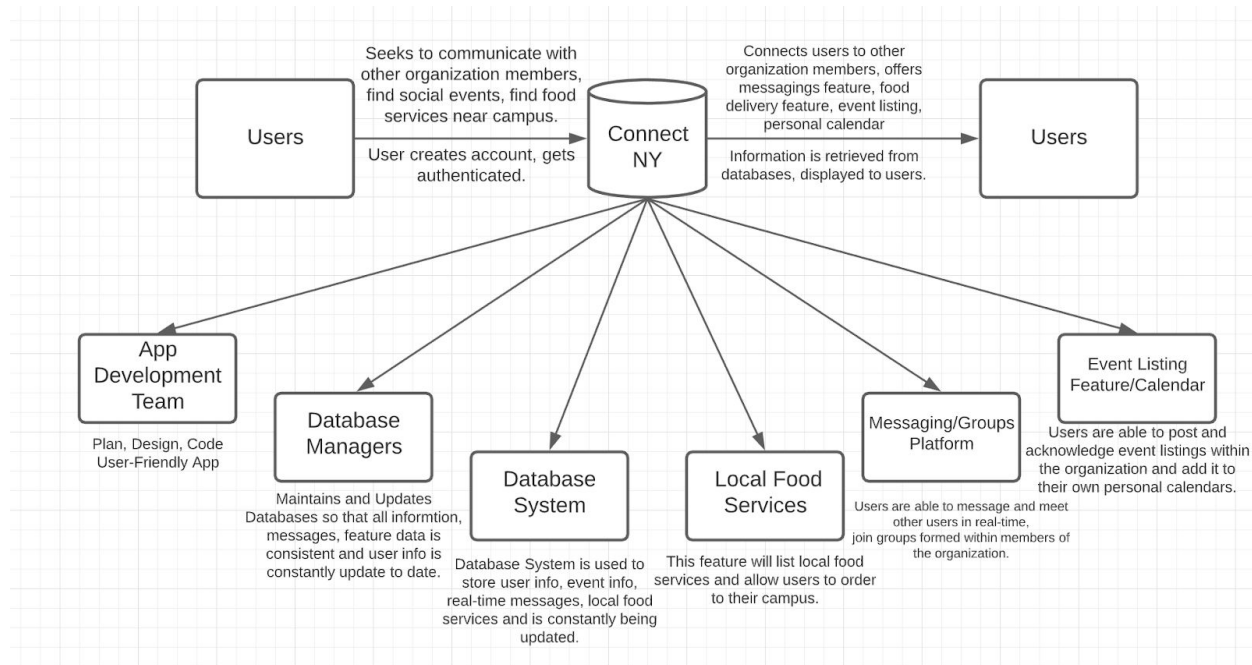 Seeks to communicate with
other organization members,
find social events, find food
services near campus.
Users
User creates account, gets
authenticated.
Connect
NY
Connects users to other
organization members, offers
messagings feature, food
delivery feature, event listing,
personal calendar
Information is retrieved from
databases, displayed to users.
Users
App
Development
Team
Plan, Design, Code
User-Friendly App
Database
Managers
Maintains and Updates
Databases so that all informtion,
messages, feature data is
consistent and user info is
constantly update to date.
Database
System
Database System is used to
store user info, event info,
real-time messages, local food
services and is constantly being
updated.
Local Food
Services
This feature will list local food
services and allow users to order
to their campus.
Messaging/Groups
Platform
Users are able to message and meet
other users in real-time,
join groups formed within members of
the organization.
Event Listing
Feature/Calendar
Users are able to post and
acknowledge event listings within
the organization and add it to
their own personal calendars.